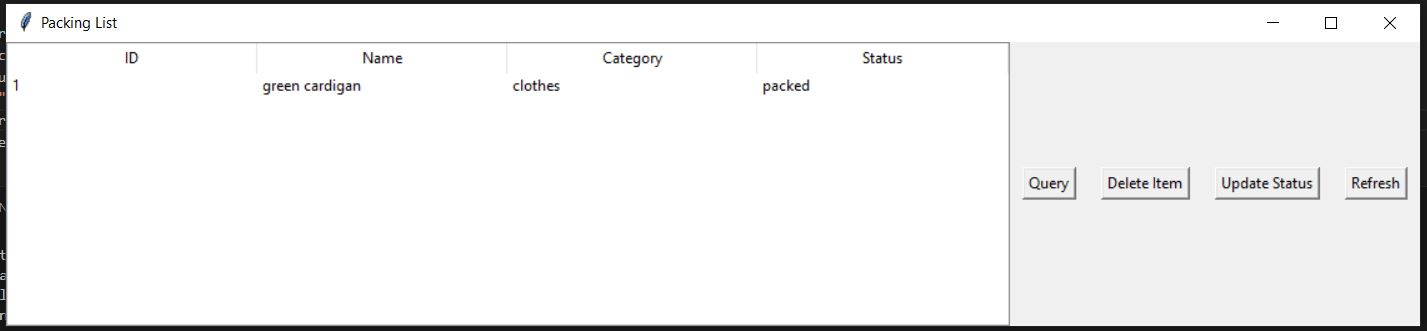 Packing List
ID Name Category Status
1 green cardigan clothes packed
Query Delete Item Update Status Refresh